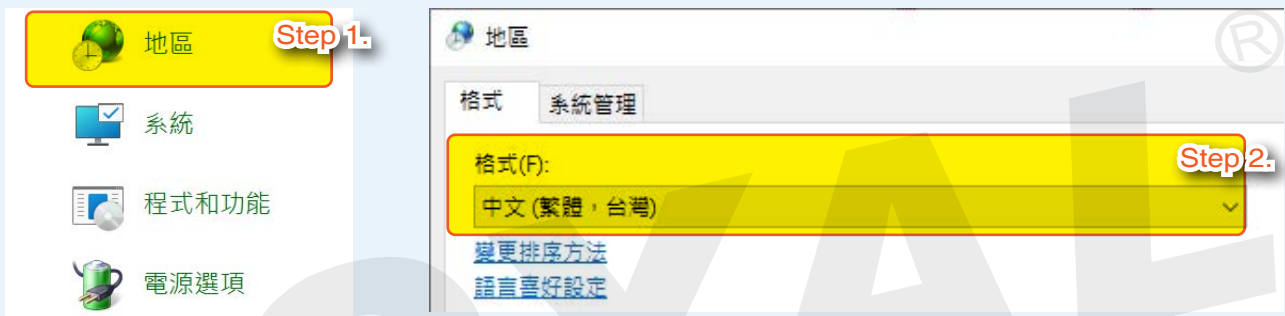 地區
Step 1.
系統
程式和功能
電源選項
地區
格式
系統管理
格式(F):
Step 2.
中文 (繁體，台灣)
變更排序方法
語言喜好設定
®